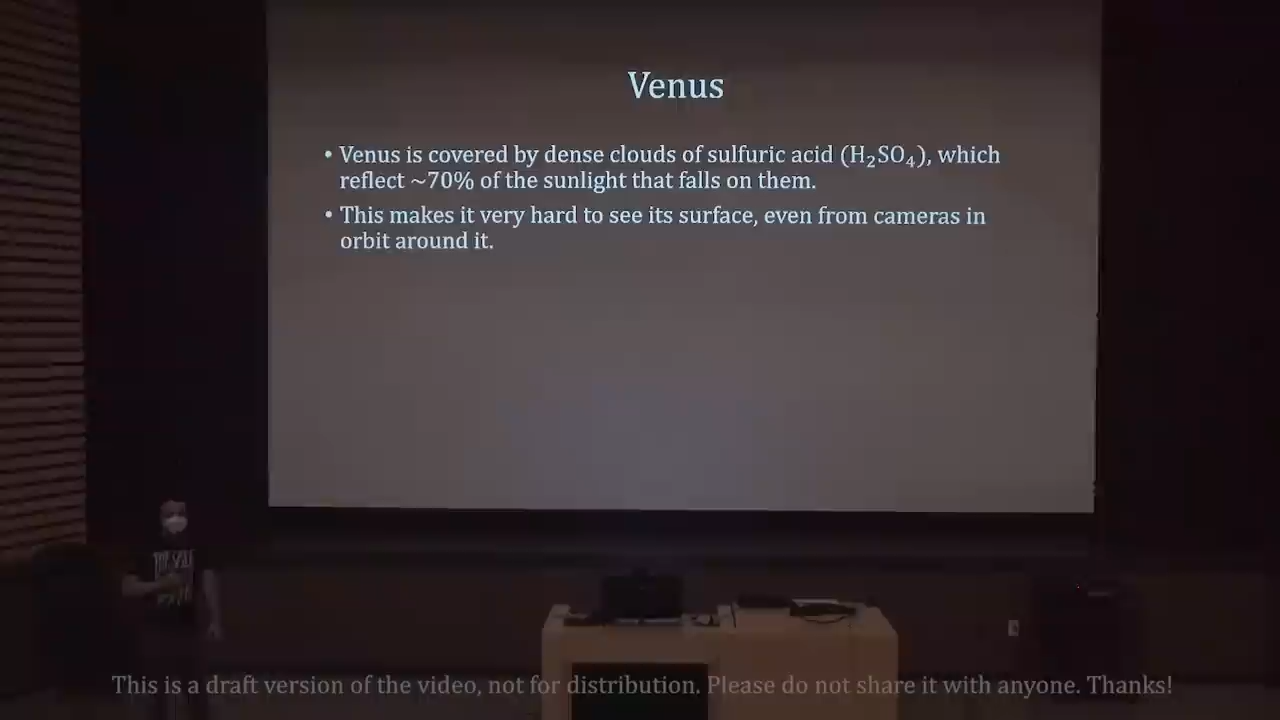 Venus
• Venus is covered by dense clouds of sulfuric acid (H₂SO₄), which
reflect ~70% of the sunlight that falls on them.
• This makes it very hard to see its surface, even from cameras in
orbit around it.
This is a draft version of the video, not for distribution. Please do not share it with anyone. Thanks!